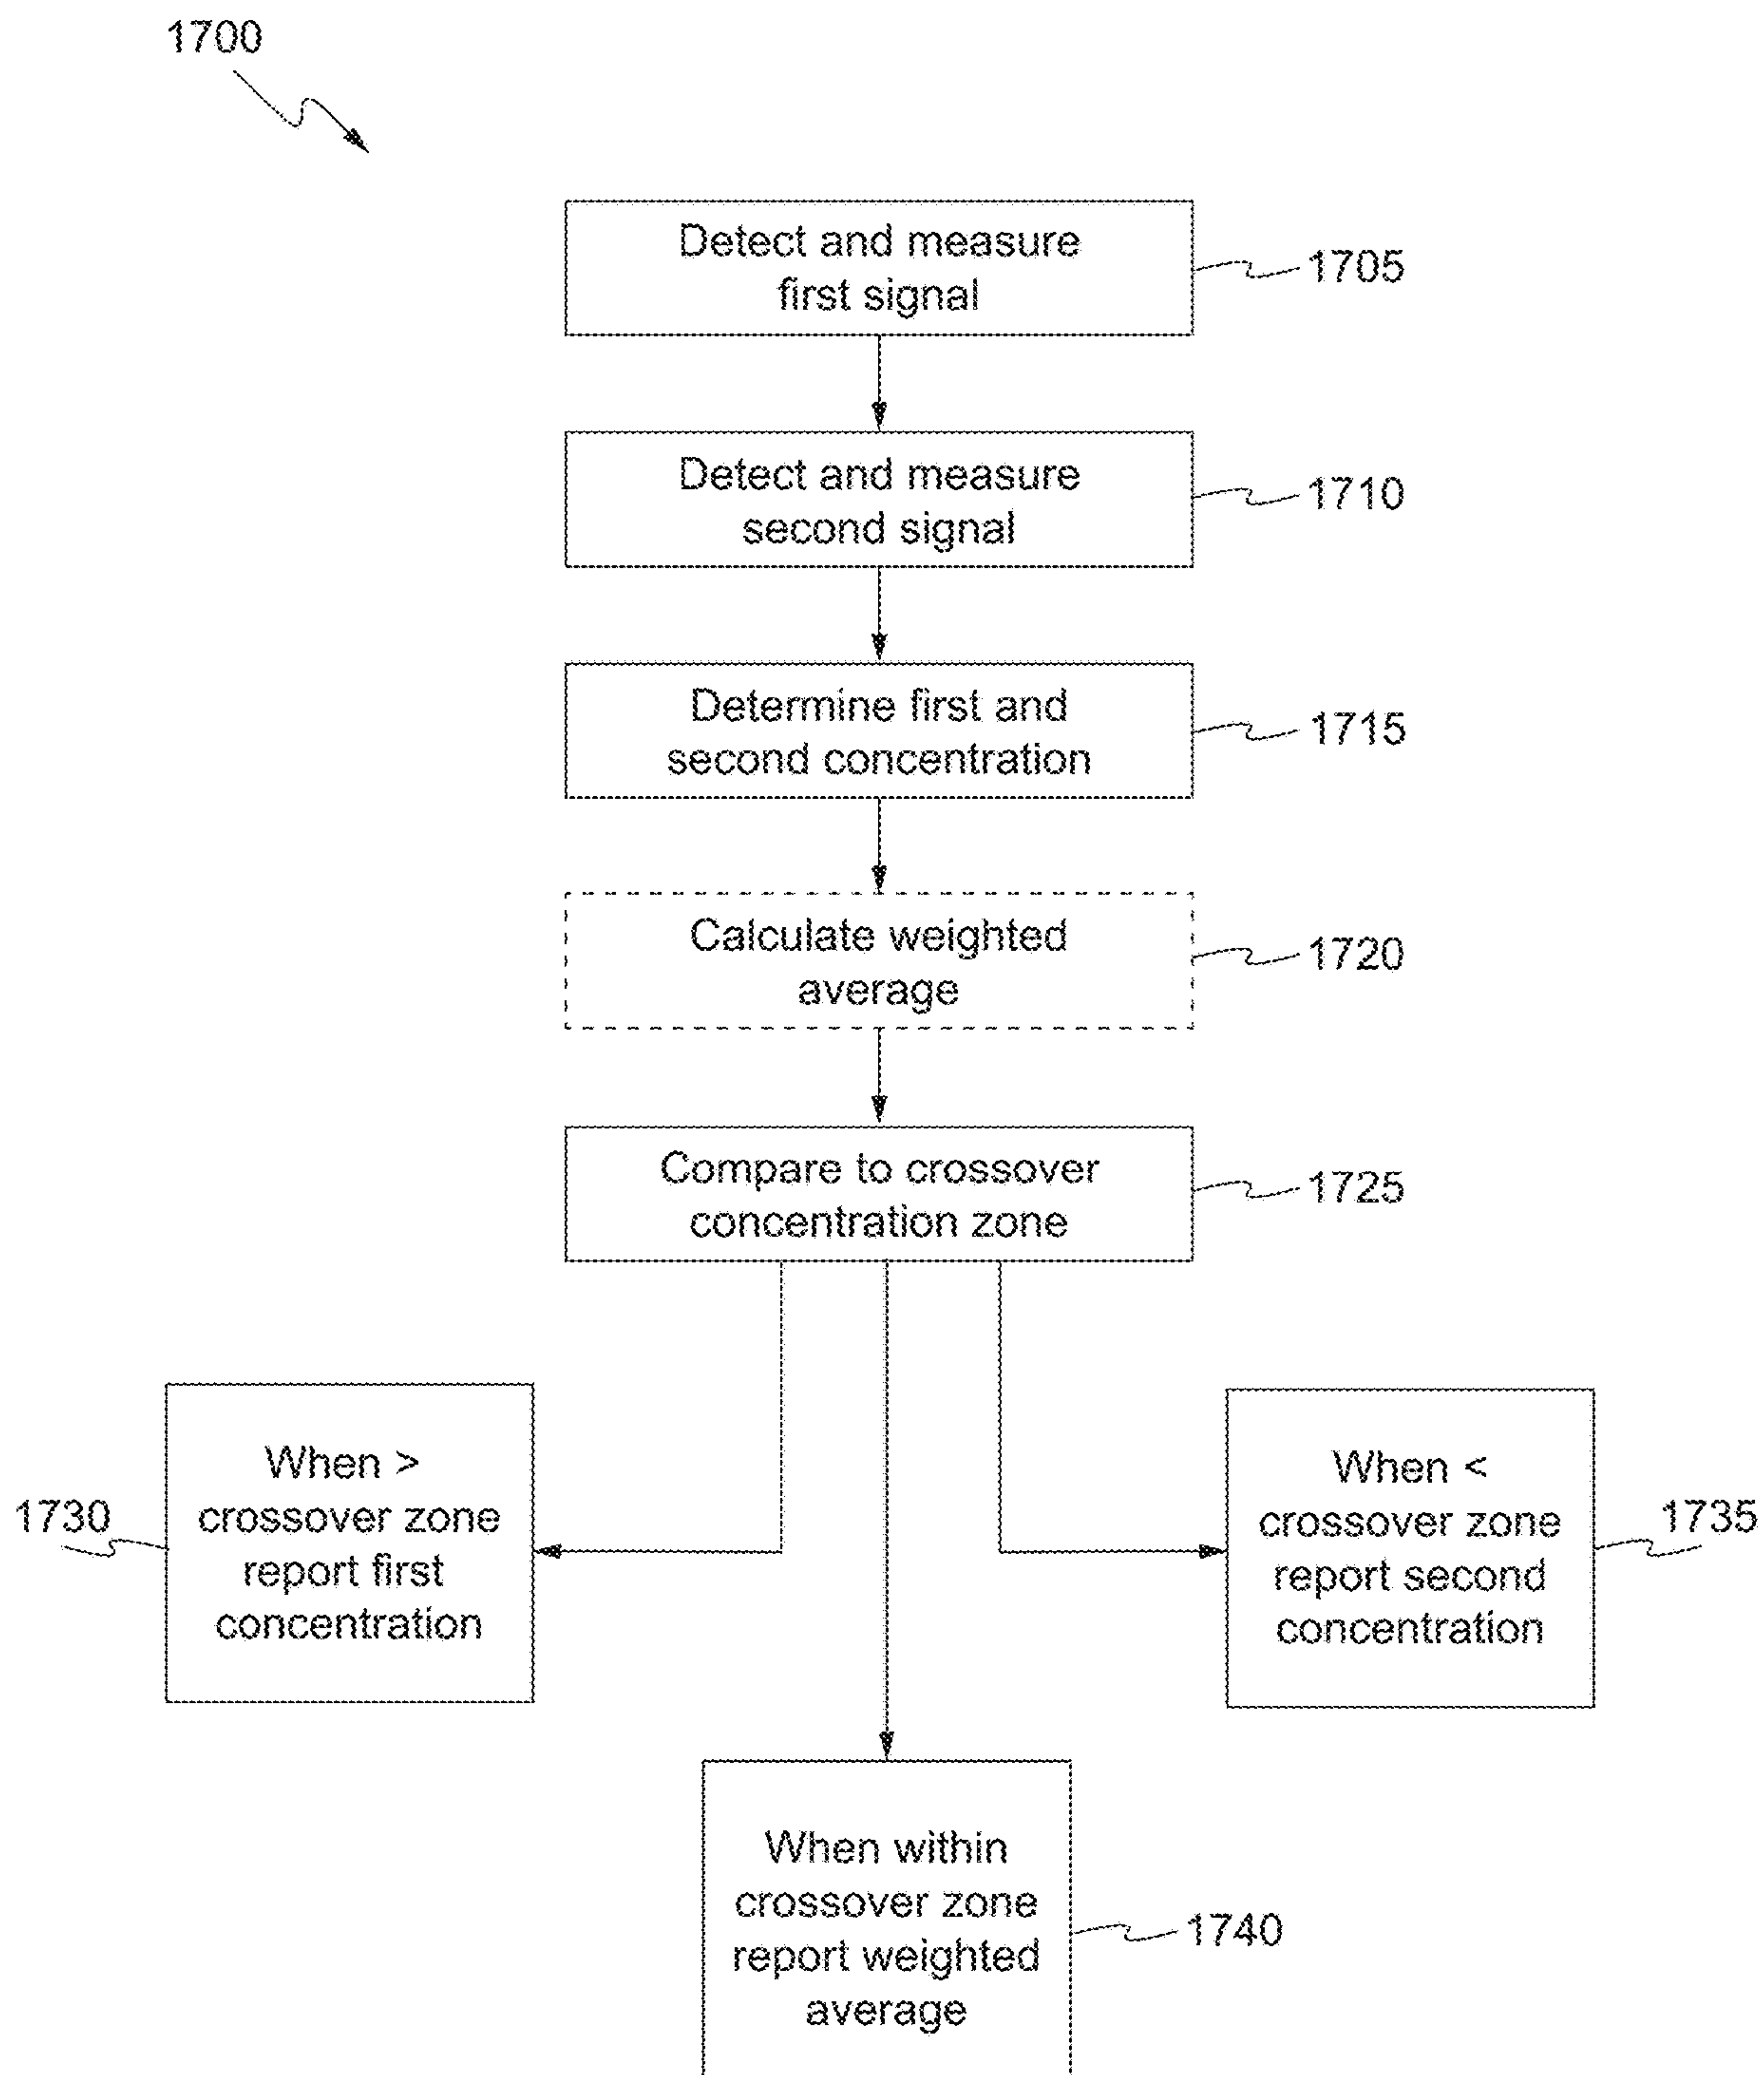 1700
Detect and measure
first signal
1705
Detect and measure
second signal
1710
Determine first and
second concentration
1715
Calculate weighted
average
1720
Compare to crossover
concentration zone
1725
When >
crossover zone
report first
concentration
1730
When <
crossover zone
report second
concentration
1735
When within
crossover zone
report weighted
average
1740